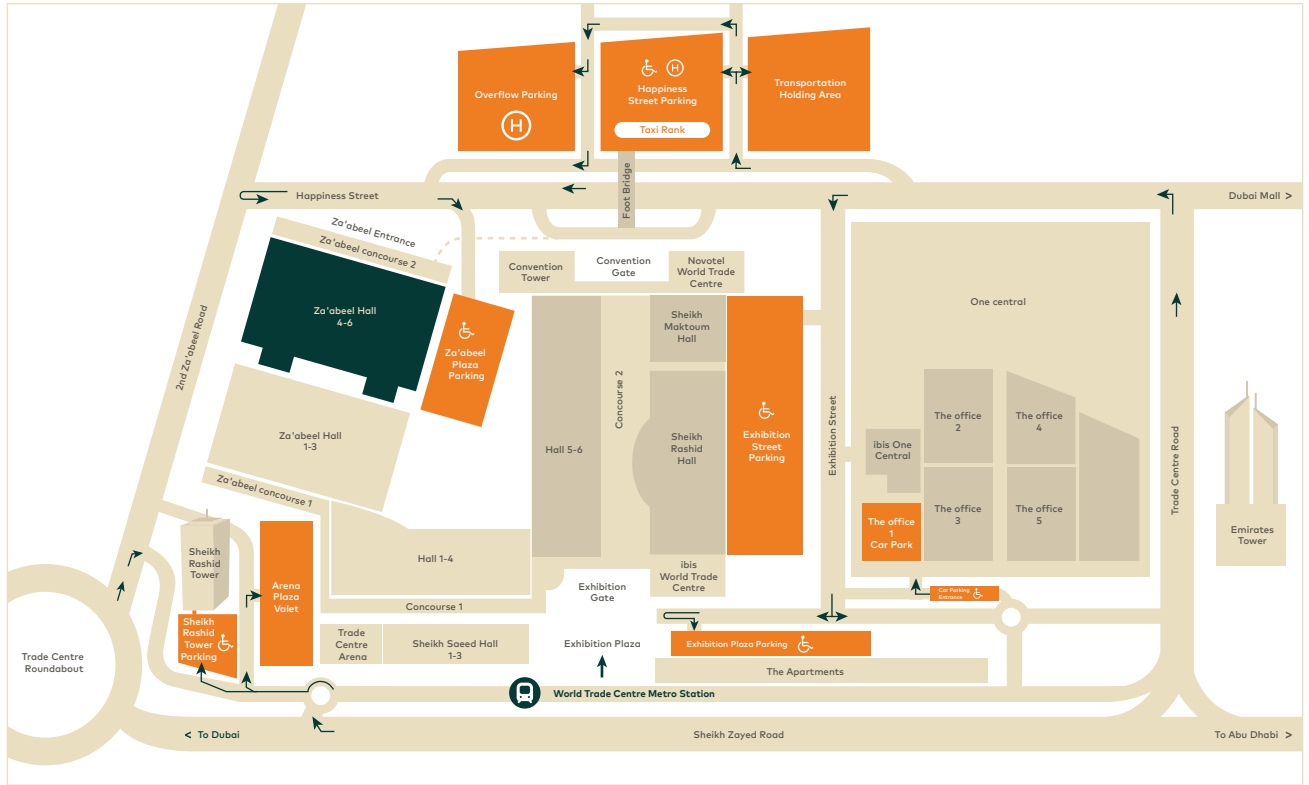 Overflow Parking
H
H
Happiness
Street Parking
Taxi Rank
Transportation
Holding Area
Foot Bridge
Happiness Street
Dubai Mall >
Za'abeel Entrance
Za'abeel concourse 2
Za'abeel Hall
4-6
Za'abeel
Plaza
Parking
2nd Za'abeel Road
Za'abeel Hall
1-3
Za'abeel concourse 1
Convention
Tower
Convention
Gate
Novotel
World Trade
Centre
Sheikh
Maktoum
Hall
Concourse 2
Hall 5-6
Sheikh
Rashid
Hall
Exhibition
Street
Parking
Exhibition Street
One central
The office
2
The office
4
ibis One
Central
The office
3
The office
5
The office
1
Car Park
Trade Centre Road
Emirates
Tower
Sheikh
Rashid
Tower
Hall 1-4
ibis
World Trade
Centre
Arena
Plaza
Valet
Exhibition
Gate
Car Parking
Entrance
Concourse 1
Sheikh
Rashid
Tower
Parking
Trade
Centre
Arena
Sheikh Saeed Hall
1-3
Exhibition Plaza
Exhibition Plaza Parking
The Apartments
Trade Centre
Roundabout
World Trade Centre Metro Station
< To Dubai
Sheikh Zayed Road
To Abu Dhabi >